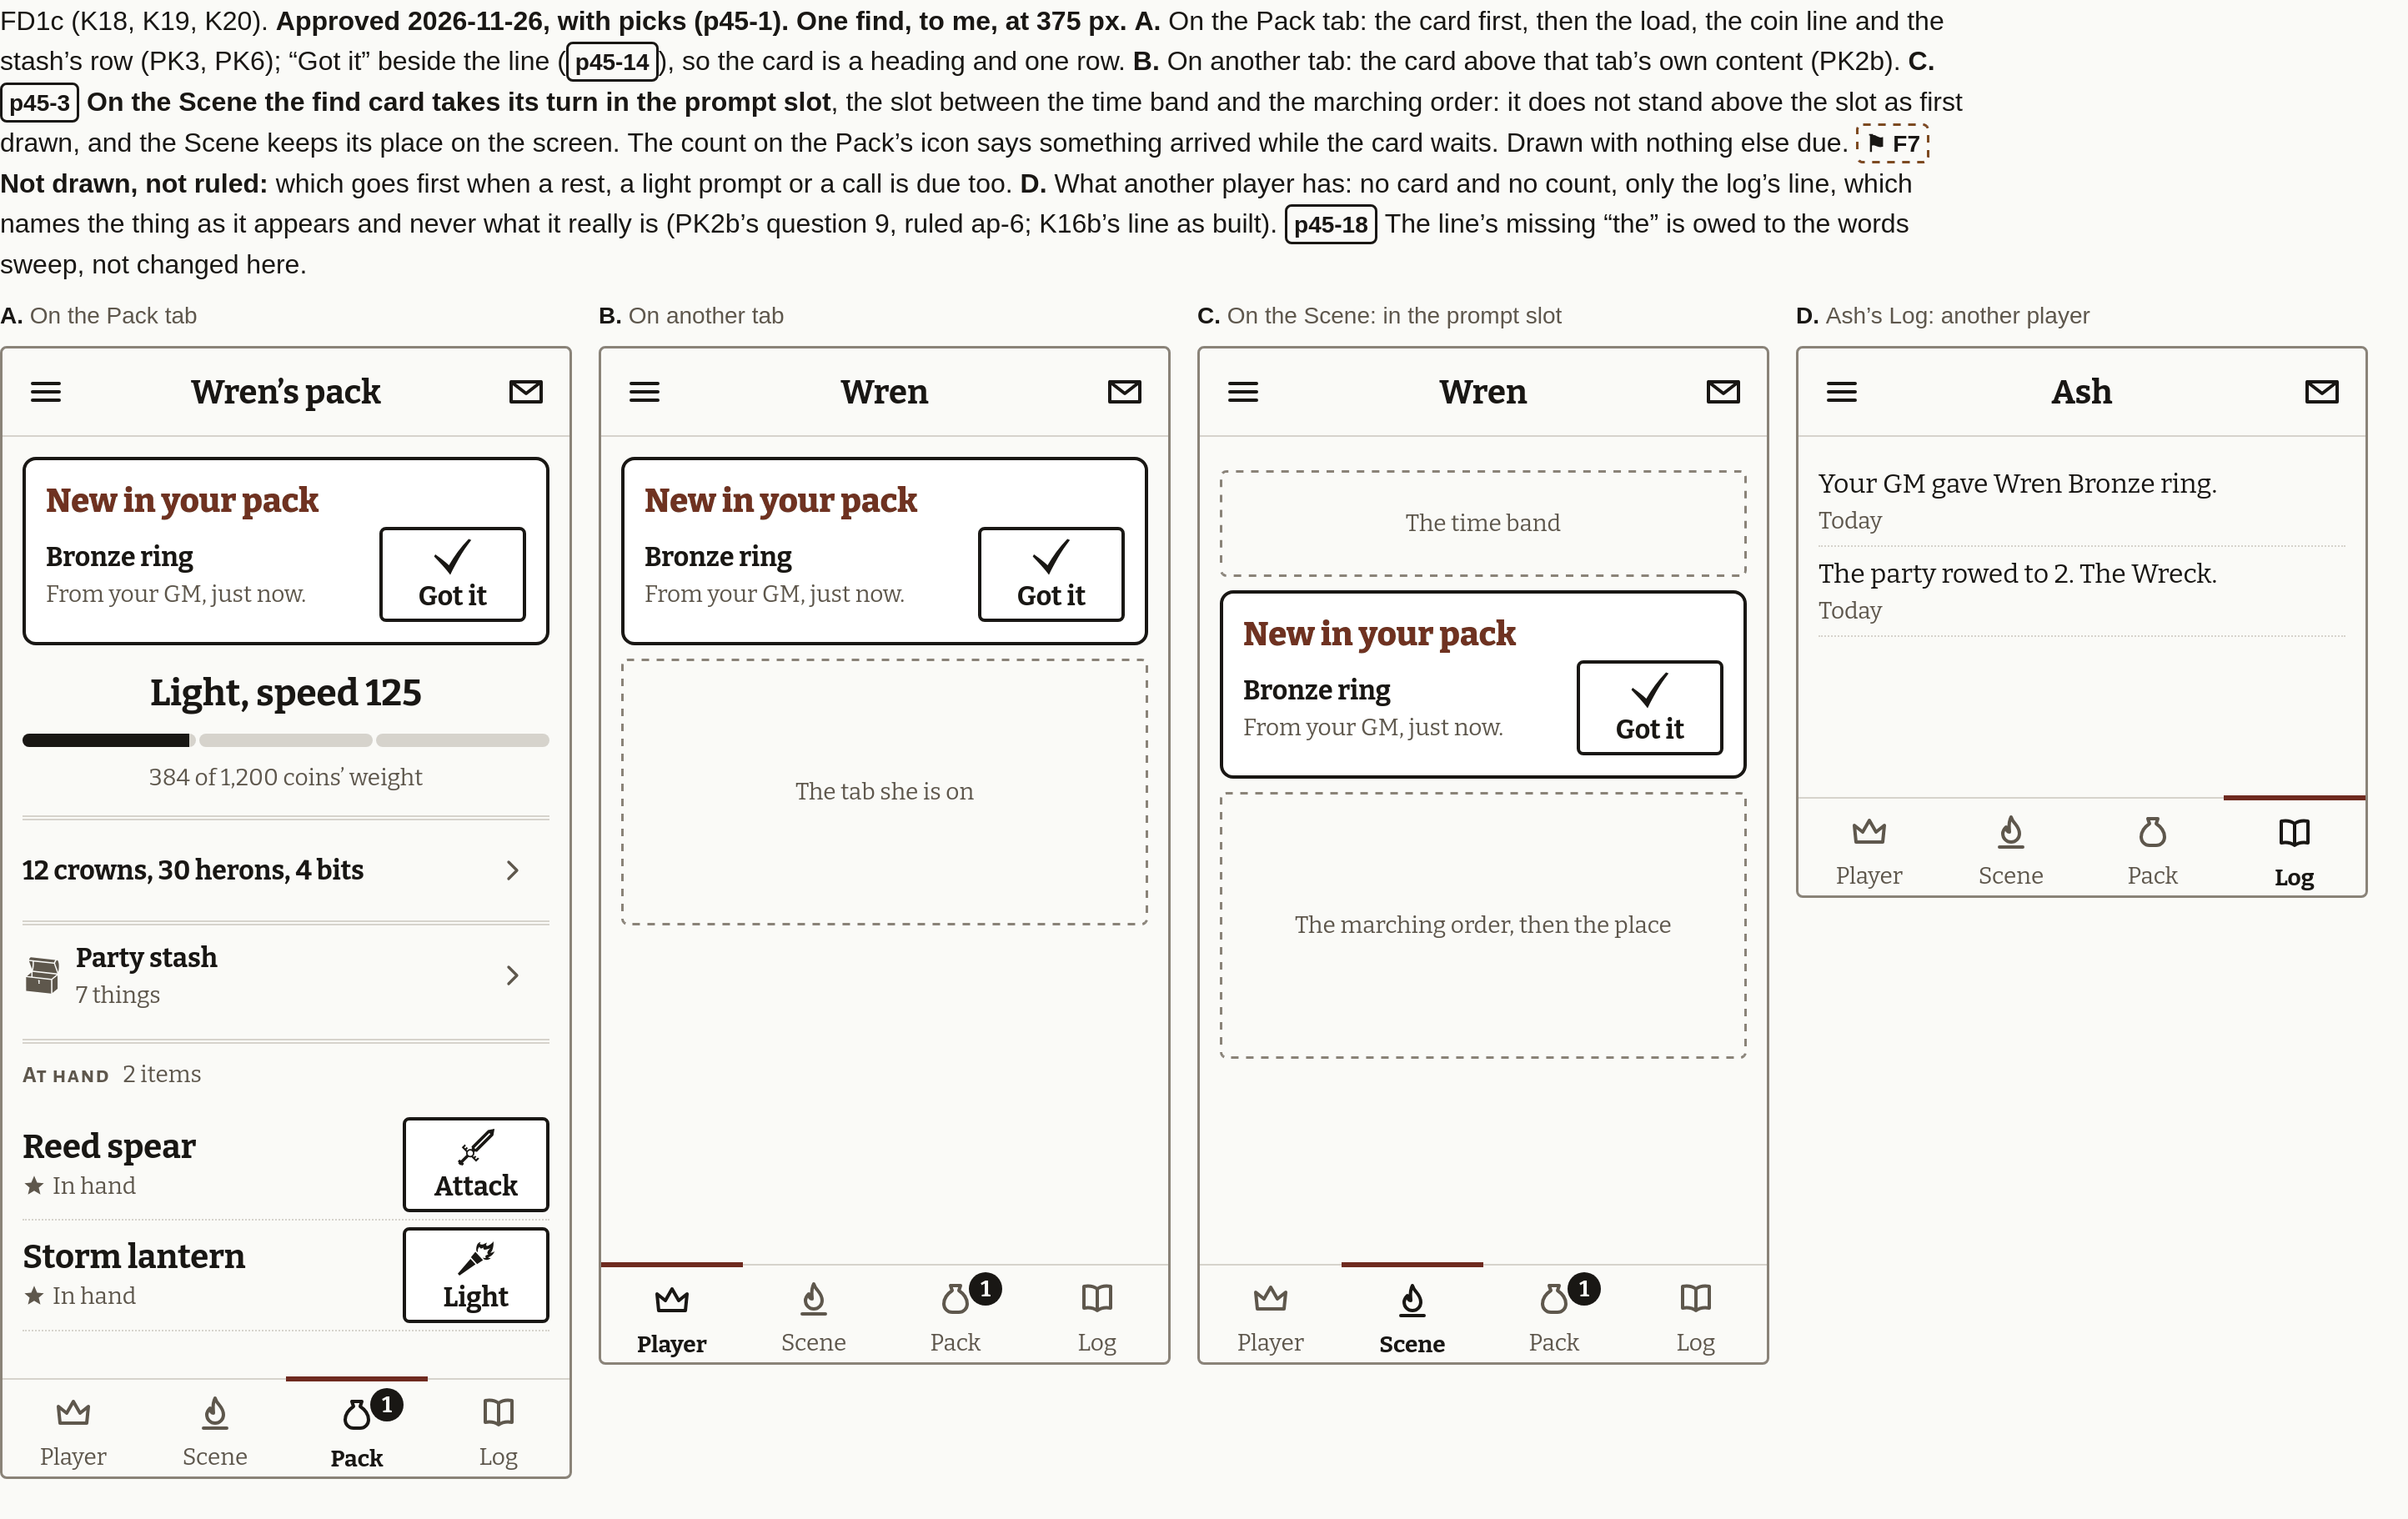 FD1c (K18, K19, K20). Approved 2026-11-26, with picks (p45-1). One find, to me, at 375 px. A. On the Pack tab: the card first, then the load, the coin line and the
stash’s row (PK3, PK6); “Got it” beside the line (p45-14), so the card is a heading and one row. B. On another tab: the card above that tab’s own content (PK2b). C.
p45-3 On the Scene the find card takes its turn in the prompt slot, the slot between the time band and the marching order: it does not stand above the slot as first
drawn, and the Scene keeps its place on the screen. The count on the Pack’s icon says something arrived while the card waits. Drawn with nothing else due. ⚑ F7
Not drawn, not ruled: which goes first when a rest, a light prompt or a call is due too. D. What another player has: no card and no count, only the log’s line, which
names the thing as it appears and never what it really is (PK2b’s question 9, ruled ap-6; K16b’s line as built). p45-18 The line’s missing “the” is owed to the words
sweep, not changed here.
A. On the Pack tab
Wren’s pack
New in your pack
Bronze ring
From your GM, just now.
Got it
Light, speed 125
384 of 1,200 coins’ weight
12 crowns, 30 herons, 4 bits
Party stash
7 things
AT HAND 2 items
Reed spear
★ In hand
Attack
Storm lantern
★ In hand
Light
1
Player Scene Pack Log
B. On another tab
Wren
New in your pack
Bronze ring
From your GM, just now.
Got it
The tab she is on
1
Player Scene Pack Log
C. On the Scene: in the prompt slot
Wren
The time band
New in your pack
Bronze ring
From your GM, just now.
Got it
The marching order, then the place
1
Player Scene Pack Log
D. Ash’s Log: another player
Ash
Your GM gave Wren Bronze ring.
Today
The party rowed to 2. The Wreck.
Today
Player Scene Pack Log